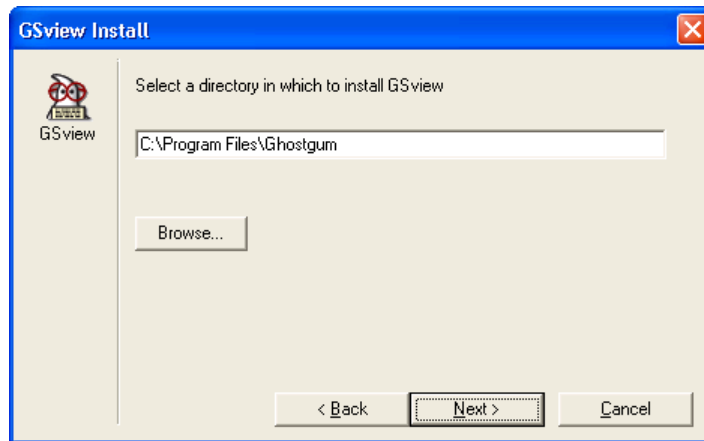 GSview Install
Select a directory in which to install GSview
GSview
C:\Program Files\Ghostgum
Browse...
< Back
Next >
Cancel